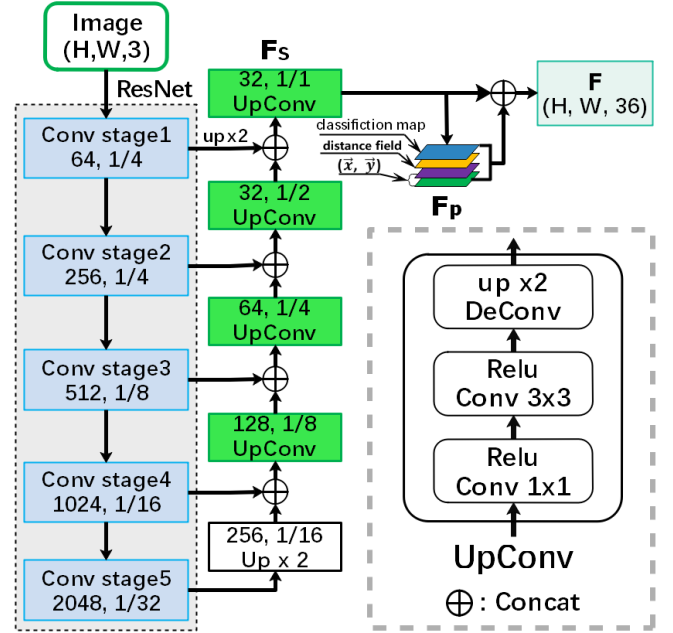 Image
(H,W,3)
ResNet
Conv stage1
64, 1/4
Conv stage2
256, 1/4
Conv stage3
512, 1/8
Conv stage4
1024, 1/16
Conv stage5
2048, 1/32
up x2
Fs
32, 1/1
UpConv
32, 1/2
UpConv
64, 1/4
UpConv
128, 1/8
UpConv
256, 1/16
Up x 2
classifiction map
distance field
(x⃗, y⃗)
Fp
F
(H, W, 36)
up x2
DeConv
Relu
Conv 3x3
Relu
Conv 1x1
UpConv
⊕ : Concat